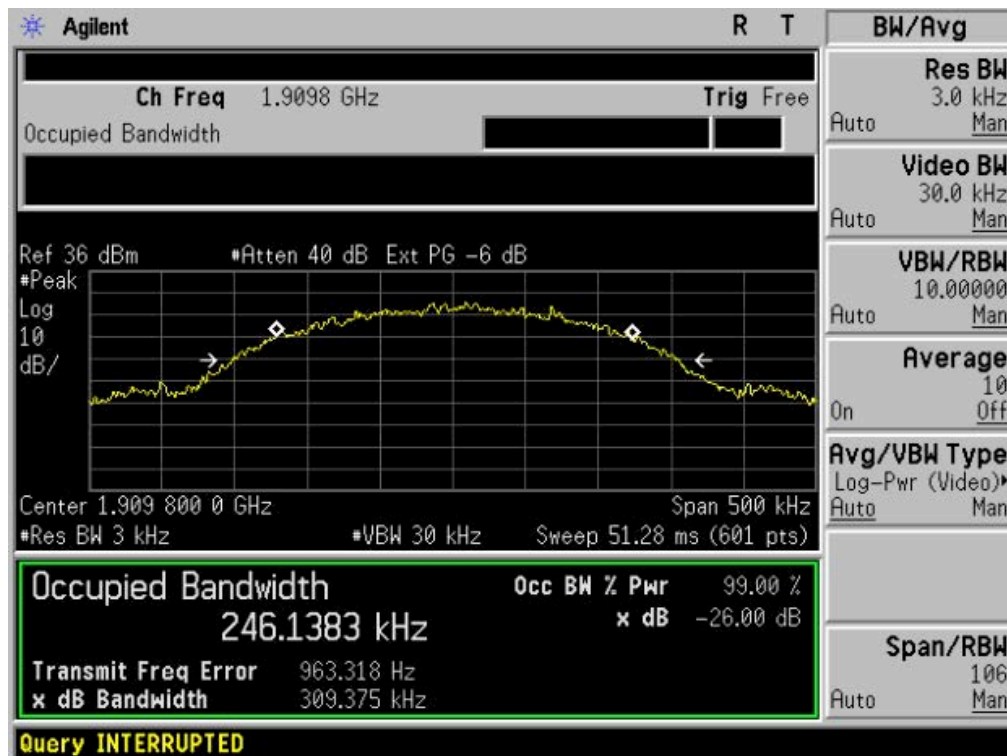 Agilent
R T
BW/Avg
Ch Freq 1.9098 GHz
Trig Free
Occupied Bandwidth
Res BW
3.0 kHz
Auto Man
Video BW
30.0 kHz
Auto Man
VBW/RBW
10.00000
Auto Man
Average
10
On Off
Avg/VBW Type
Log-Pwr (Video)
Auto Man
Span/RBW
106
Auto Man
Ref 36 dBm #Atten 40 dB Ext PG -6 dB
#Peak
Log
10
dB/
Center 1.909 800 0 GHz Span 500 kHz
#Res BW 3 kHz #VBW 30 kHz Sweep 51.28 ms (601 pts)
Occupied Bandwidth
246.1383 kHz
Occ BW % Pwr 99.00 %
x dB -26.00 dB
Transmit Freq Error 963.318 Hz
x dB Bandwidth 309.375 kHz
Query INTERRUPTED